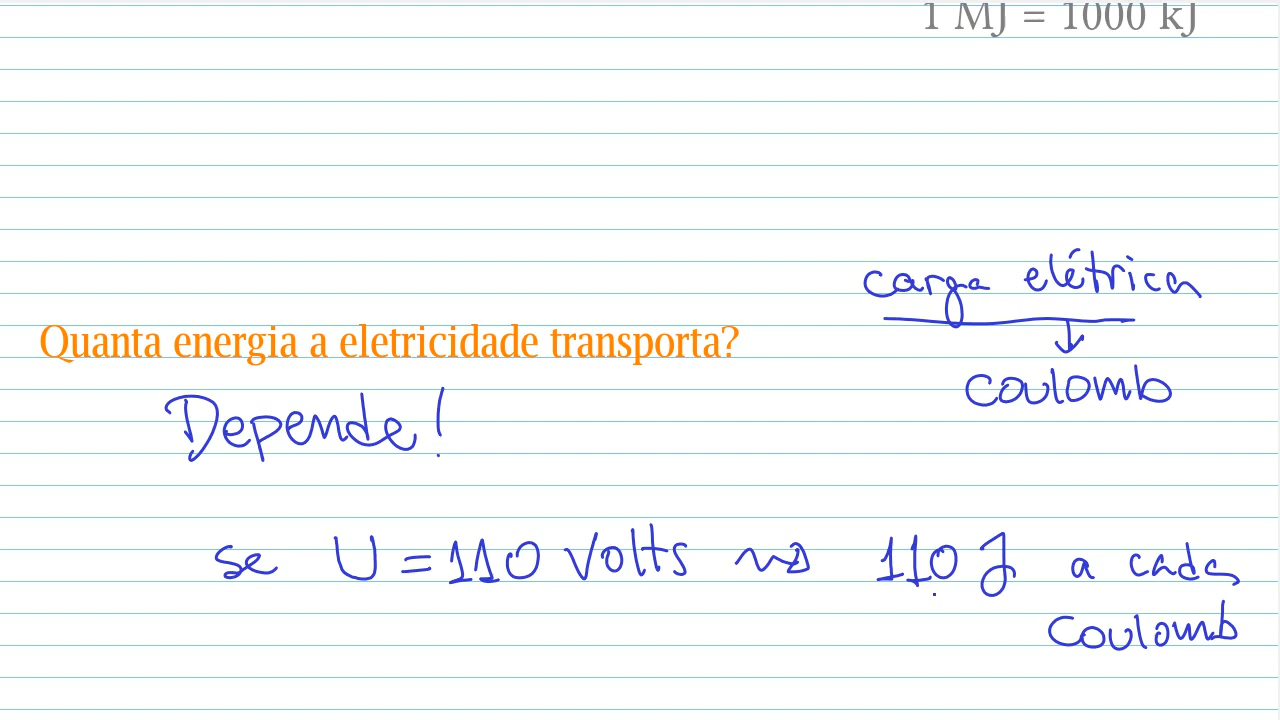 1 MJ = 1000 kJ
carga elétrica
Quanta energia a eletricidade transporta?
coulomb
Depende!
se U = 110 Volts ⇝ 110 J a cada
coulomb